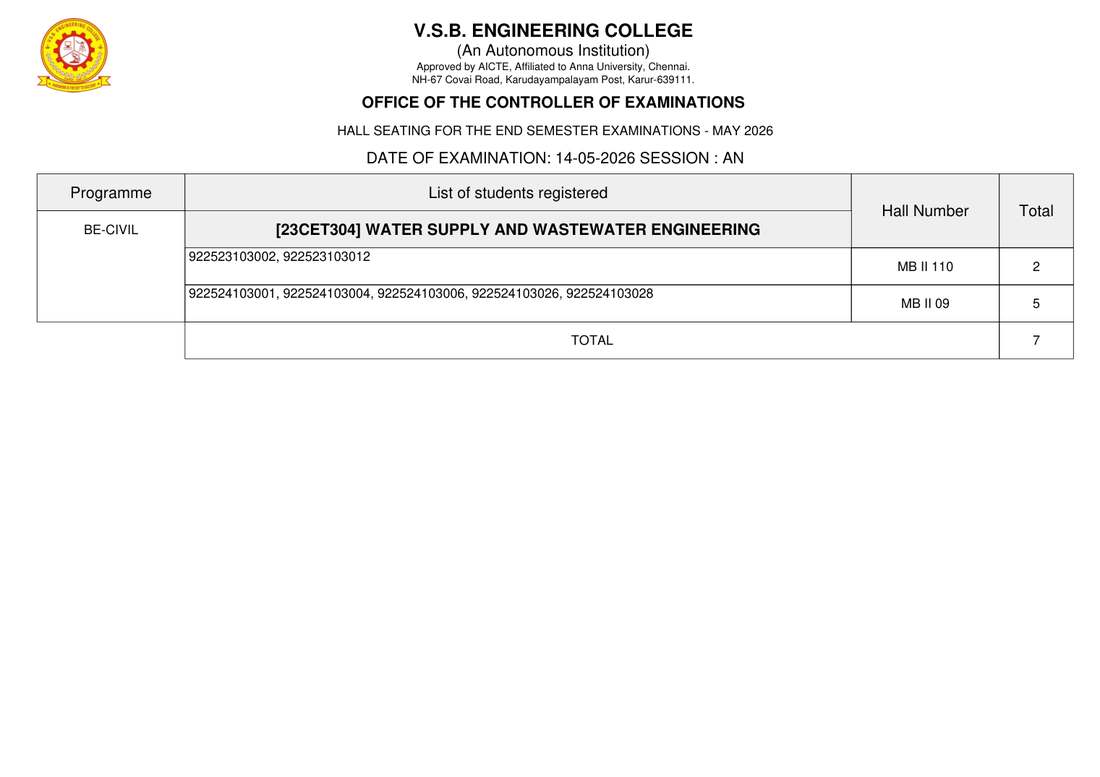 V.S.B. ENGINEERING COLLEGE
(An Autonomous Institution)
Approved by AICTE, Affiliated to Anna University, Chennai.
NH-67 Covai Road, Karudayampalayam Post, Karur-639111.
OFFICE OF THE CONTROLLER OF EXAMINATIONS
HALL SEATING FOR THE END SEMESTER EXAMINATIONS - MAY 2026
DATE OF EXAMINATION: 14-05-2026 SESSION : AN
Programme List of students registered Hall Number Total
BE-CIVIL [23CET304] WATER SUPPLY AND WASTEWATER ENGINEERING
922523103002, 922523103012 MB II 110 2
922524103001, 922524103004, 922524103006, 922524103026, 922524103028 MB II 09 5
TOTAL 7